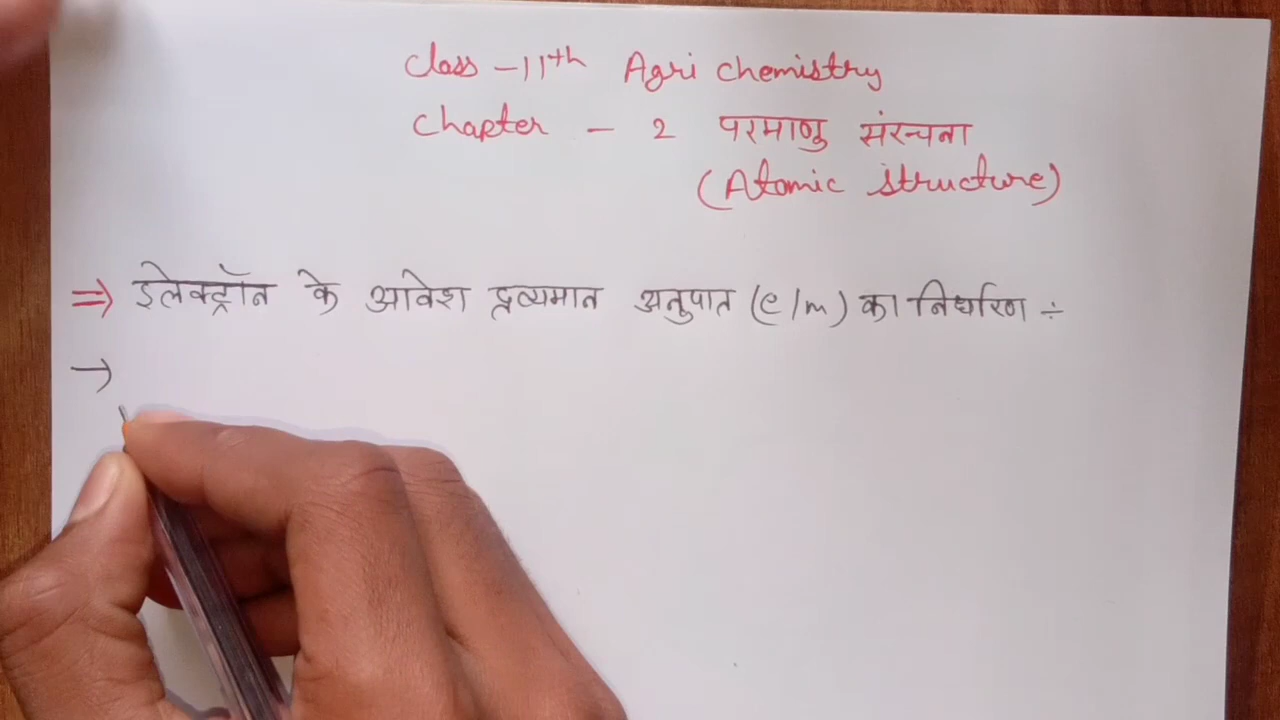 Class - 11th Agri chemistry
Chapter - 2 परमाणु संरचना
(Atomic structure)
⇒ इलेक्ट्रॉन के आवेश द्रव्यमान अनुपात (e/m) का निर्धारण ÷
→